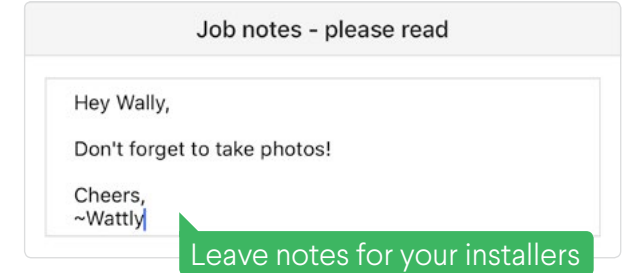 Job notes - please read
Hey Wally,
Don't forget to take photos!
Cheers,
~Wattly
Leave notes for your installers